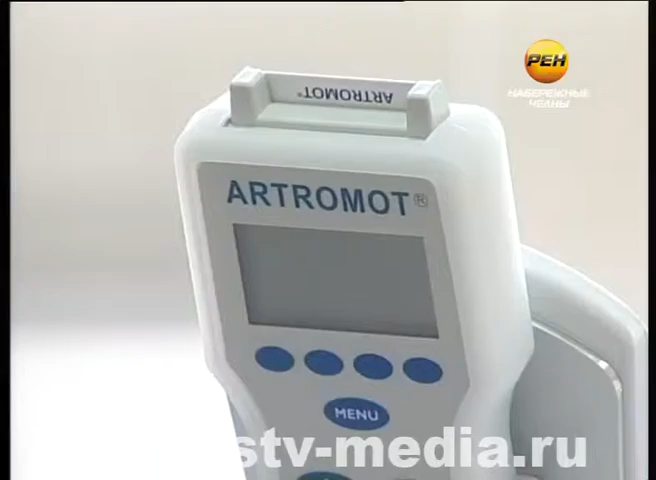 РЕН
НАБЕРЕЖНЫЕ
ЧЕЛНЫ
ARTROMOT®
ARTROMOT®
MENU
stv-media.ru